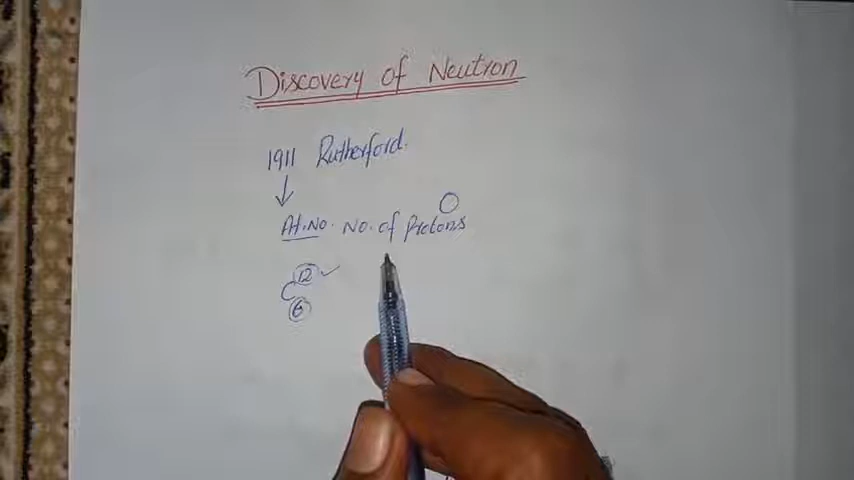 Discovery of Neutron
1911 Rutherford.
At.No. No. of Protons
C 12
6